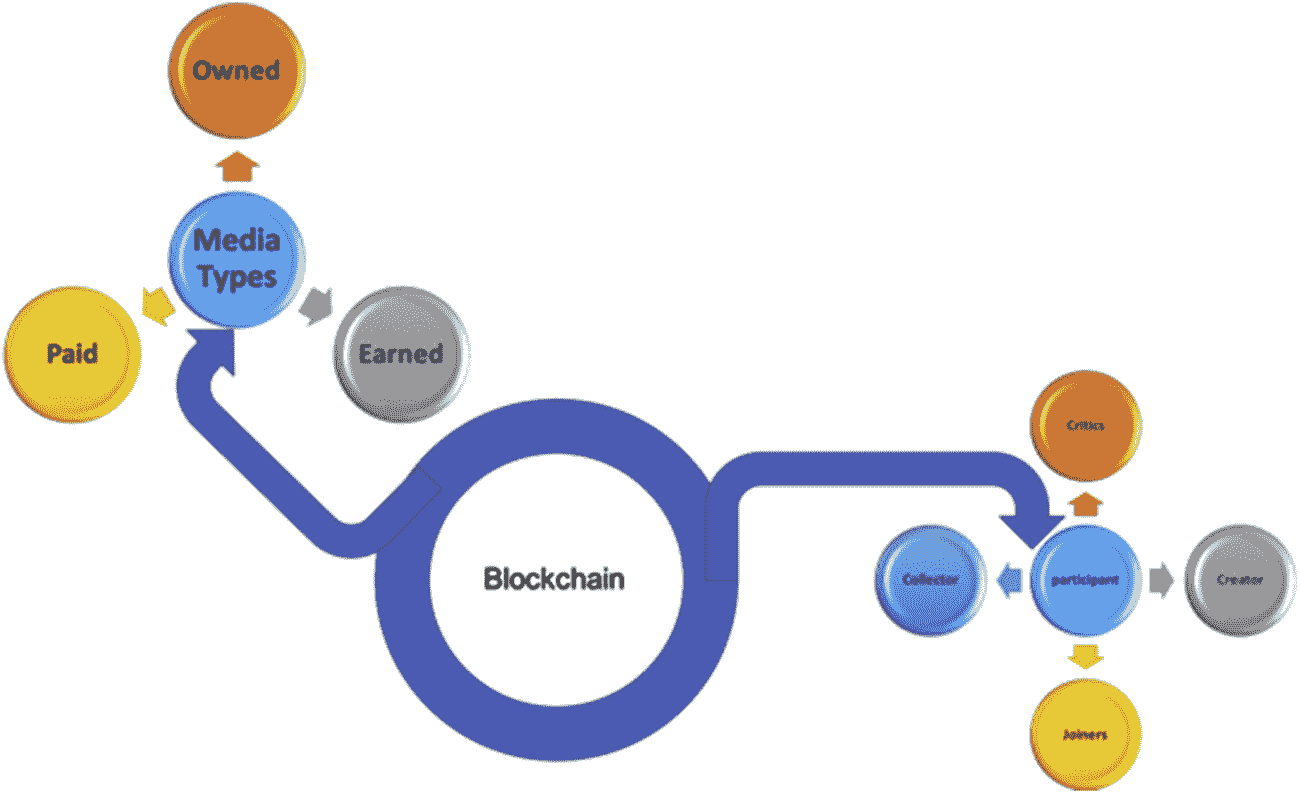 Owned
Media
Types
Paid
Earned
Critics
Blockchain
Collector
participant
Creator
Joiners